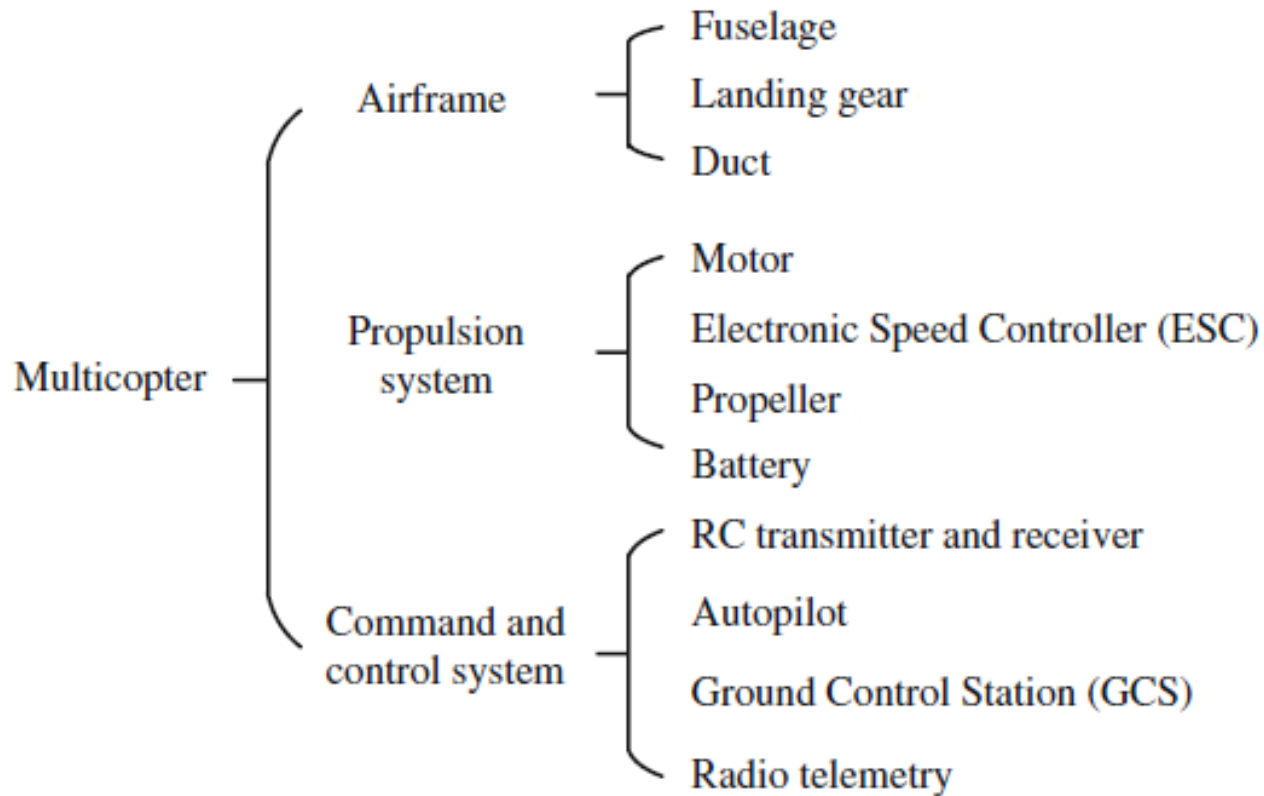 Multicopter
Airframe
Fuselage
Landing gear
Duct
Propulsion
system
Motor
Electronic Speed Controller (ESC)
Propeller
Battery
Command and
control system
RC transmitter and receiver
Autopilot
Ground Control Station (GCS)
Radio telemetry